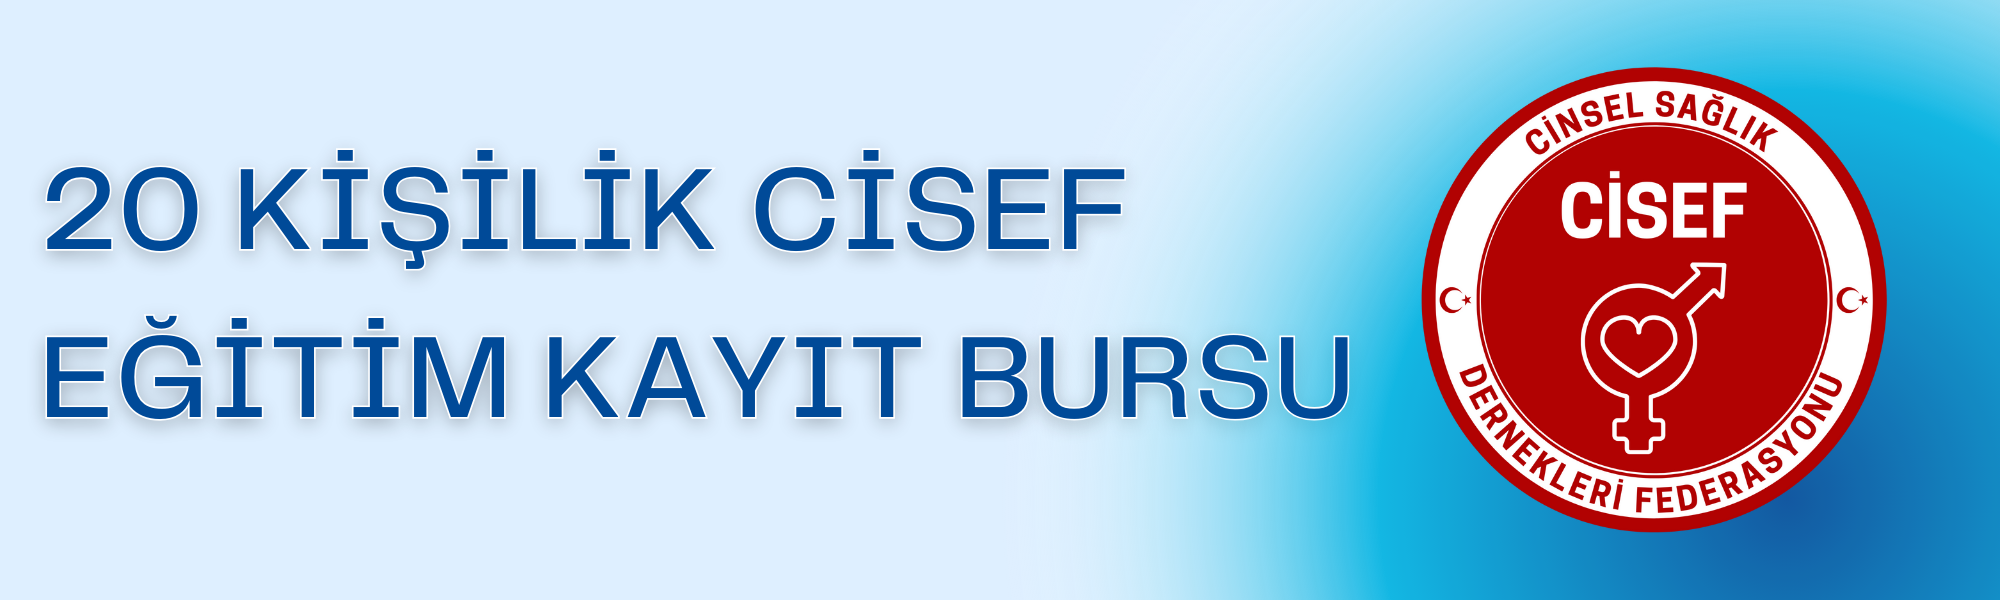 20 KİŞİLİK CİSEF
EĞİTİM KAYIT BURSU
CİNSEL SAĞLIK
CİSEF
DERNEKLERİ FEDERASYONU